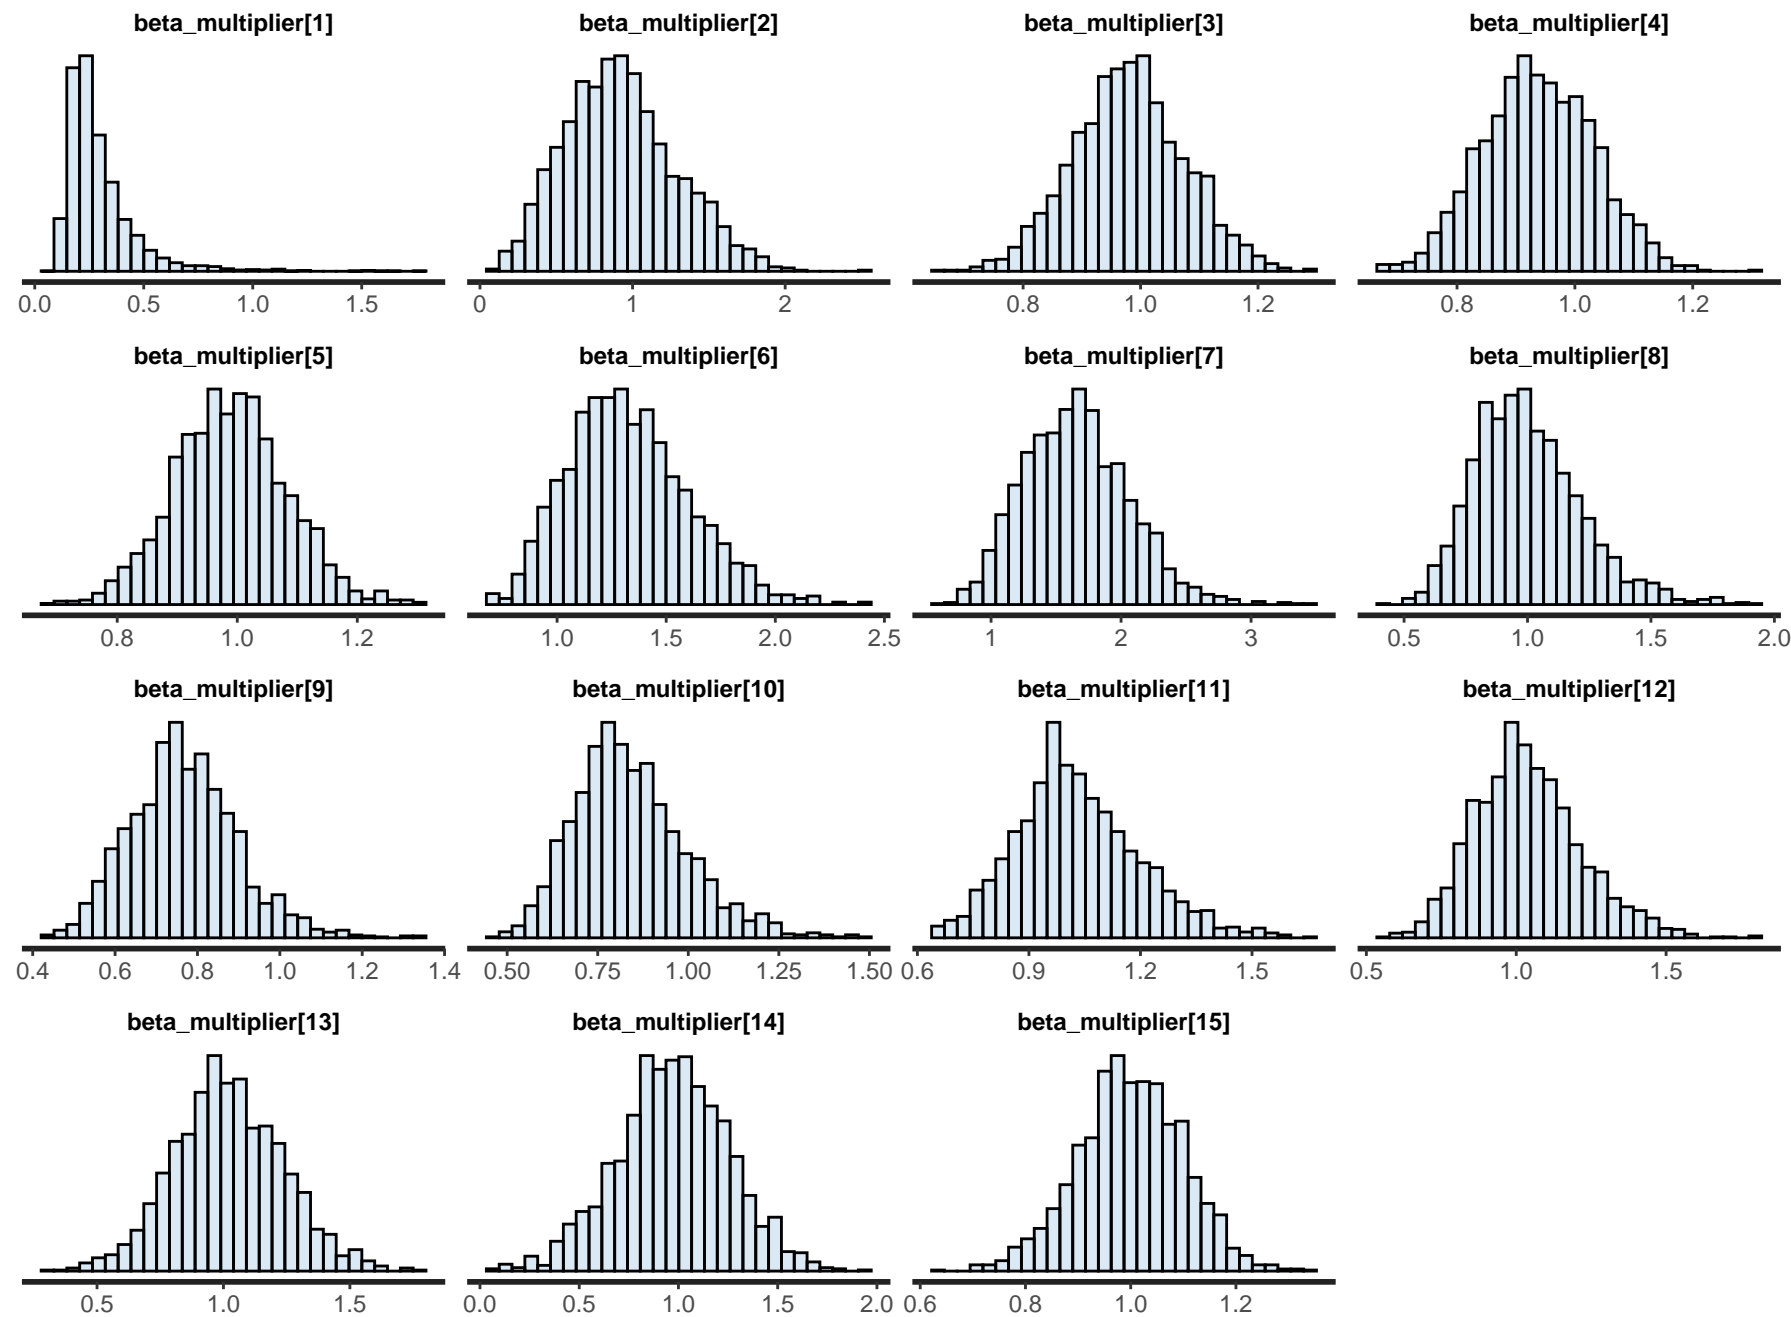 beta_multiplier[1] beta_multiplier[2] beta_multiplier[3] beta_multiplier[4]
0.0 0.5 1.0 1.5 0 1 2 0.8 1.0 1.2 0.8 1.0 1.2
beta_multiplier[5] beta_multiplier[6] beta_multiplier[7] beta_multiplier[8]
0.8 1.0 1.2 1.0 1.5 2.0 2.5 1 2 3 0.5 1.0 1.5 2.0
beta_multiplier[9] beta_multiplier[10] beta_multiplier[11] beta_multiplier[12]
0.4 0.6 0.8 1.0 1.2 1.4 0.50 0.75 1.00 1.25 1.50 0.6 0.9 1.2 1.5 0.5 1.0 1.5
beta_multiplier[13] beta_multiplier[14] beta_multiplier[15]
0.5 1.0 1.5 0.0 0.5 1.0 1.5 2.0 0.6 0.8 1.0 1.2